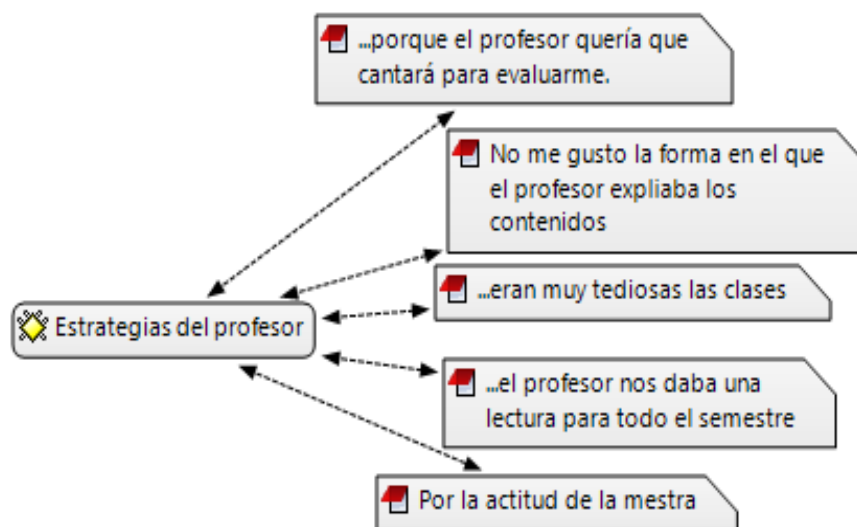 ...porque el profesor quería que
cantará para evaluarme.
No me gusto la forma en el que
el profesor expliaba los
contenidos
...eran muy tediosas las clases
Estrategias del profesor
...el profesor nos daba una
lectura para todo el semestre
Por la actitud de la mestra